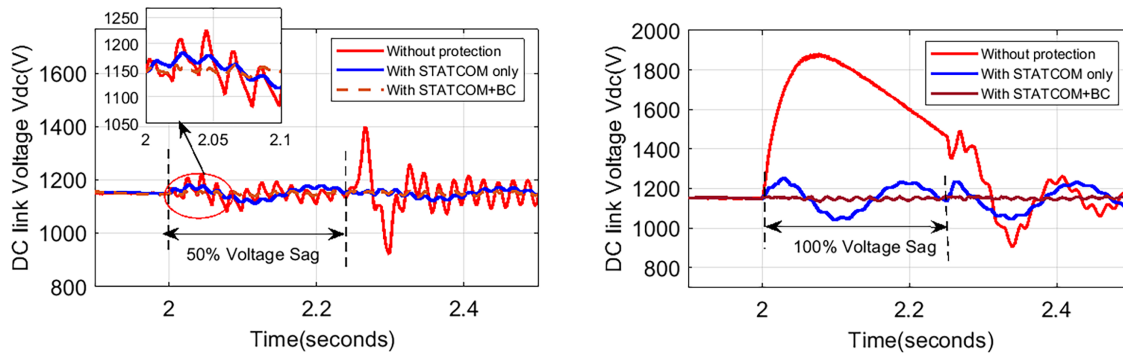 1250
1200
1150
1100
1050
2
2.05
2.1
1600
1400
1200
1000
800
DC link Voltage Vdc(V)
Without protection
With STATCOM only
With STATCOM+BC
50% Voltage Sag
2
2.2
2.4
Time(seconds)
2000
1800
1600
1400
1200
1000
800
700
DC link Voltage Vdc(V)
Without protection
With STATCOM only
With STATCOM+BC
100% Voltage Sag
2
2.2
2.4
Time(seconds)